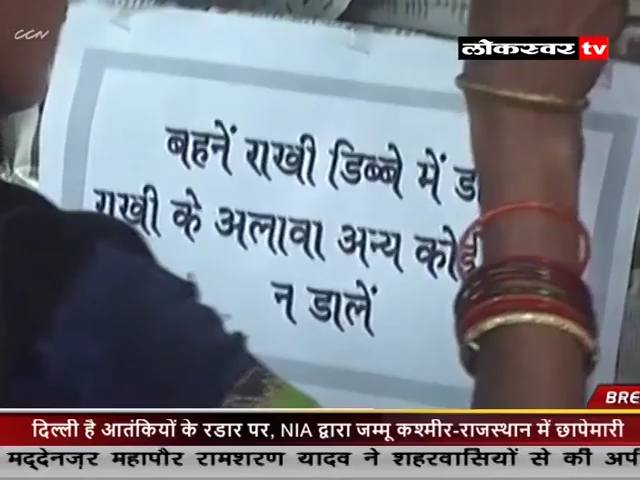 CCN
लोकस्वर tv
बहनें राखी डिब्बे में
राखी के अलावा अन्य कोई
न डालें
BRE
दिल्ली है आतंकियों के रडार पर, NIA द्वारा जम्मू कश्मीर-राजस्थान में छापेमारी
मद्देनज़र महापौर रामशरण यादव ने शहरवासियों से की अपी